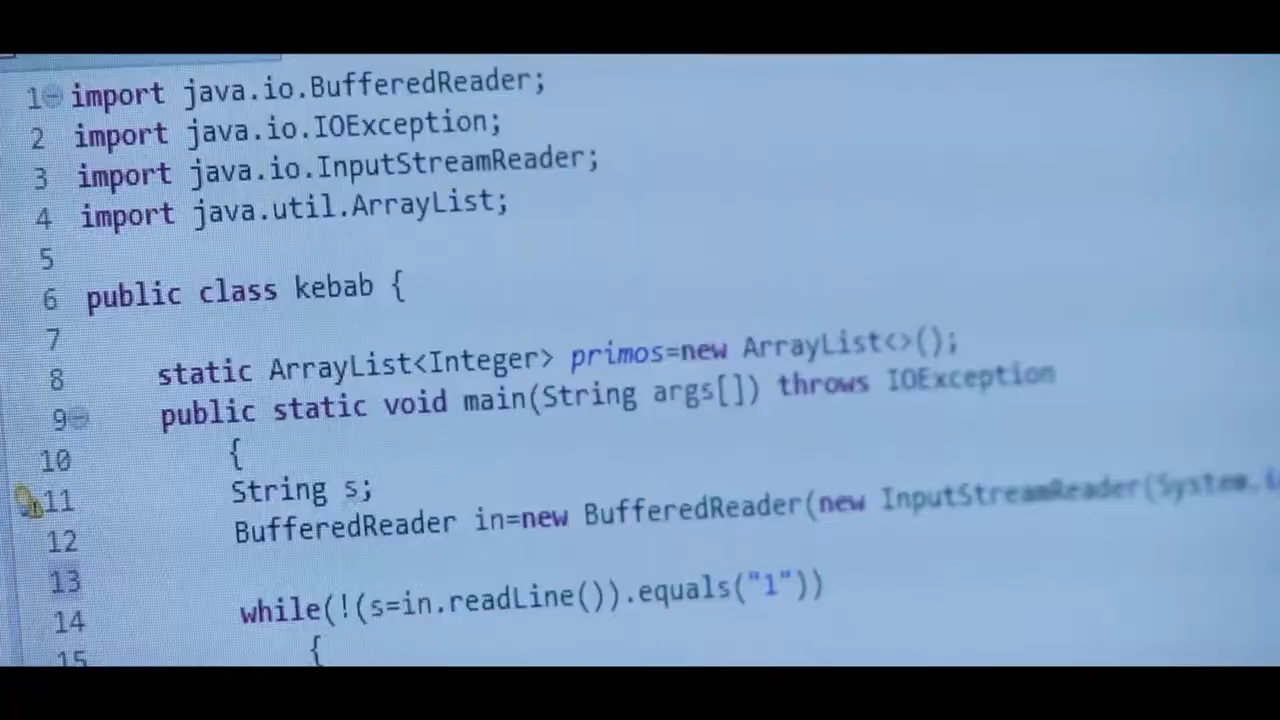 1 import java.io.BufferedReader;
2 import java.io.IOException;
3 import java.io.InputStreamReader;
4 import java.util.ArrayList;
5
6 public class kebab {
7
8 static ArrayList<Integer> primos=new ArrayList<>();
9 public static void main(String args[]) throws IOException
10 {
11 String s;
12 BufferedReader in=new BufferedReader(new InputStreamReader(System.
13
14 while(!(s=in.readLine()).equals("1"))
15 {